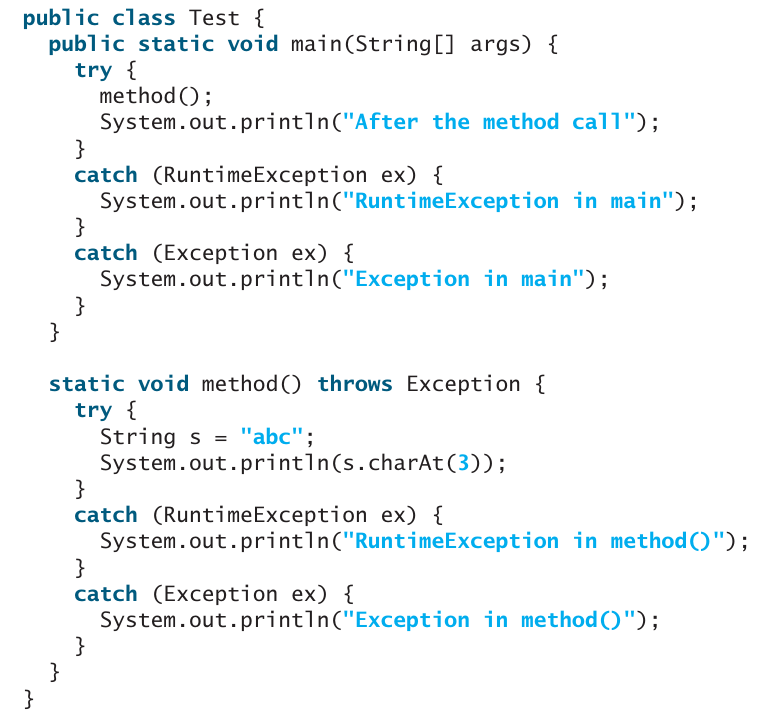 public class Test {
  public static void main(String[] args) {
    try {
      method();
      System.out.println("After the method call");
    }
    catch (RuntimeException ex) {
      System.out.println("RuntimeException in main");
    }
    catch (Exception ex) {
      System.out.println("Exception in main");
    }
  }

  static void method() throws Exception {
    try {
      String s = "abc";
      System.out.println(s.charAt(3));
    }
    catch (RuntimeException ex) {
      System.out.println("RuntimeException in method()");
    }
    catch (Exception ex) {
      System.out.println("Exception in method()");
    }
  }
}